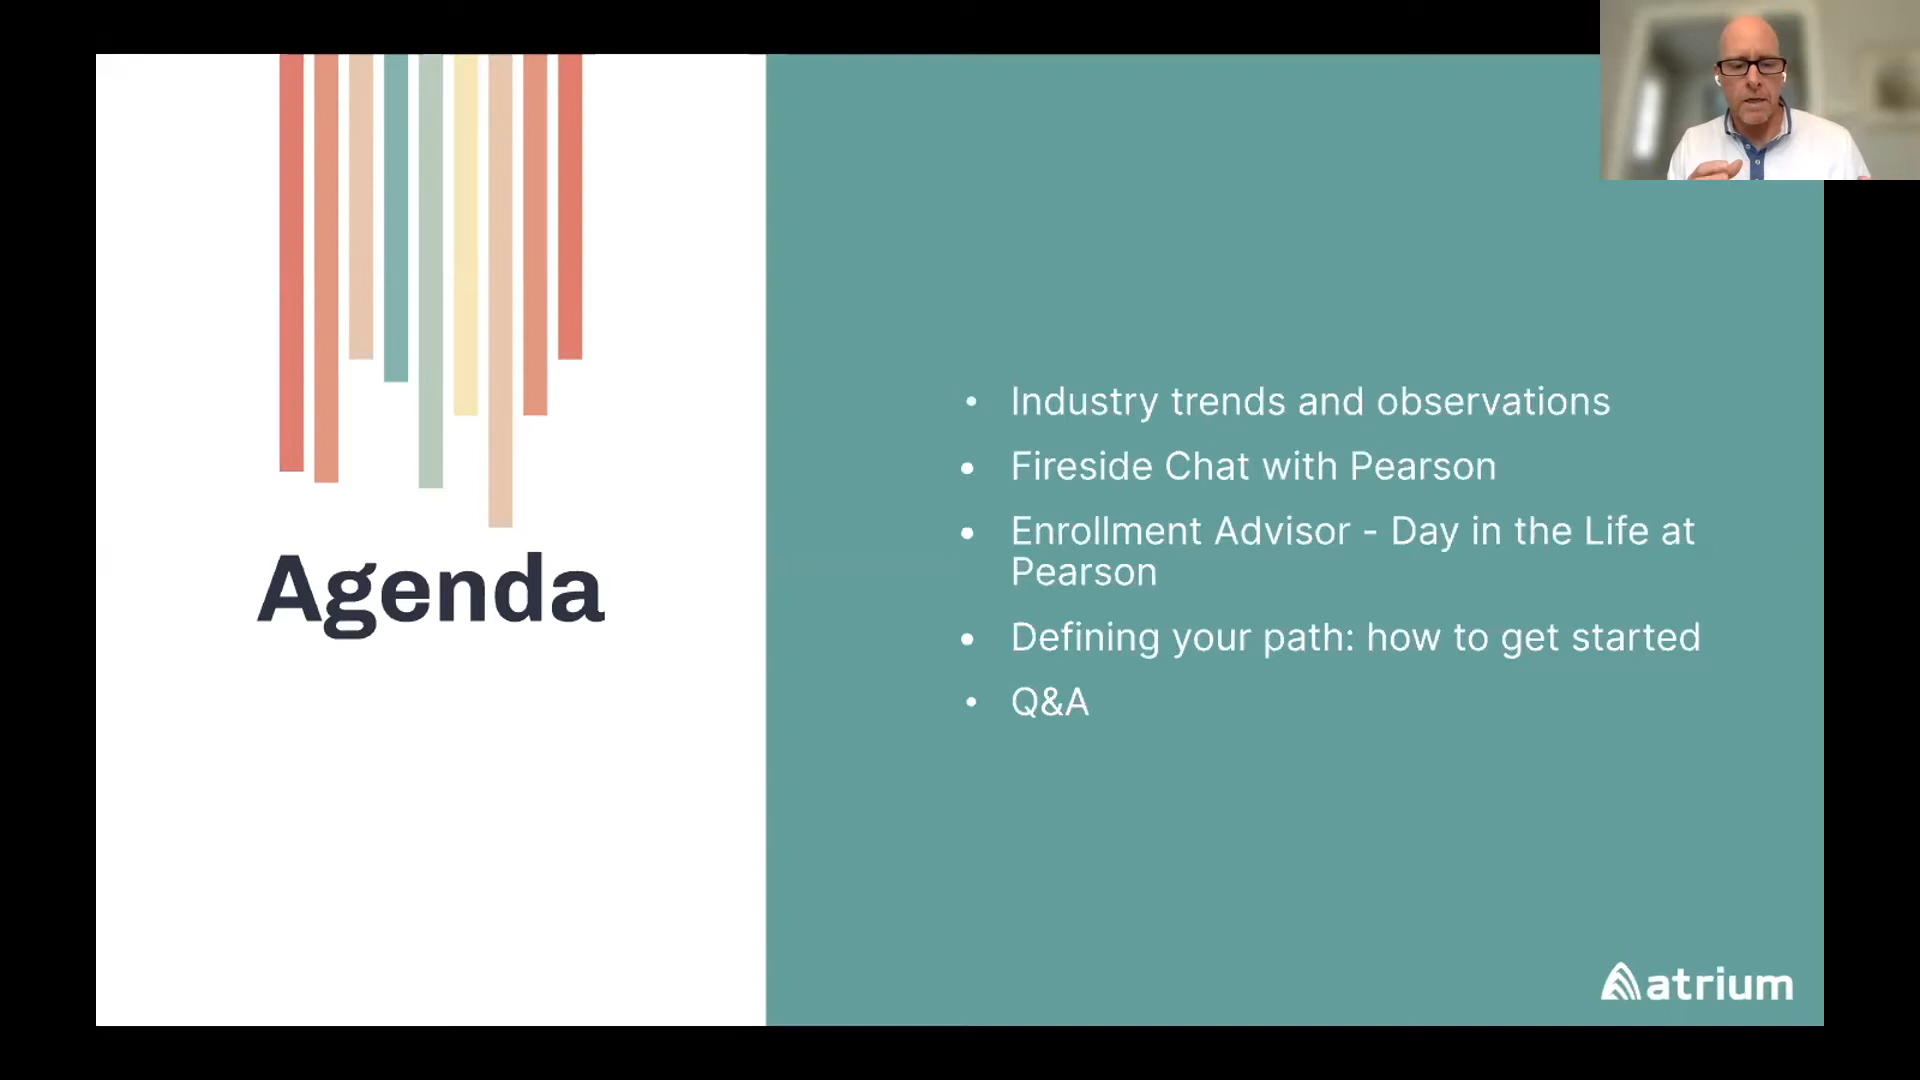 Agenda
• Industry trends and observations
• Fireside Chat with Pearson
• Enrollment Advisor - Day in the Life at
Pearson
• Defining your path: how to get started
• Q&A
atrium